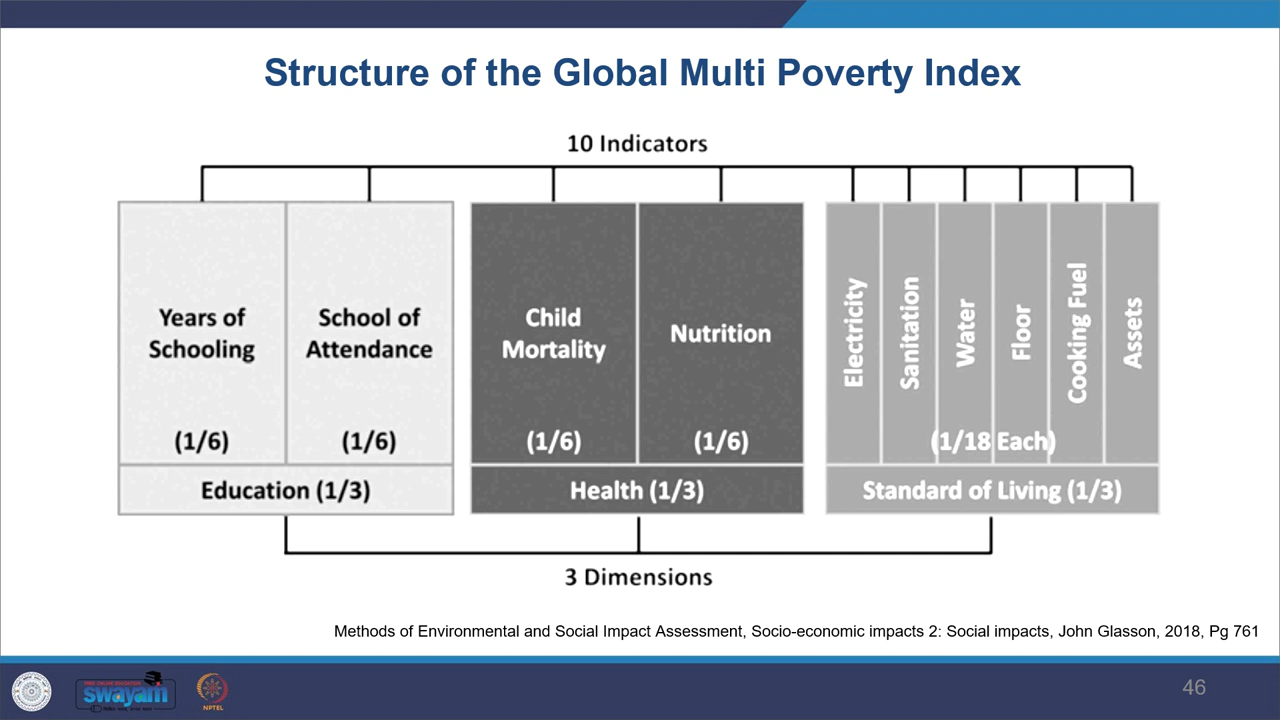 Structure of the Global Multi Poverty Index
10 Indicators
Years of
Schooling
(1/6)
School of
Attendance
(1/6)
Education (1/3)
Child
Mortality
(1/6)
Nutrition
(1/6)
Health (1/3)
Electricity
Sanitation
Water
Floor
Cooking Fuel
Assets
(1/18 Each)
Standard of Living (1/3)
3 Dimensions
Methods of Environmental and Social Impact Assessment, Socio-economic impacts 2: Social impacts, John Glasson, 2018, Pg 761
FREE ONLINE EDUCATION
swayam
NPTEL
46